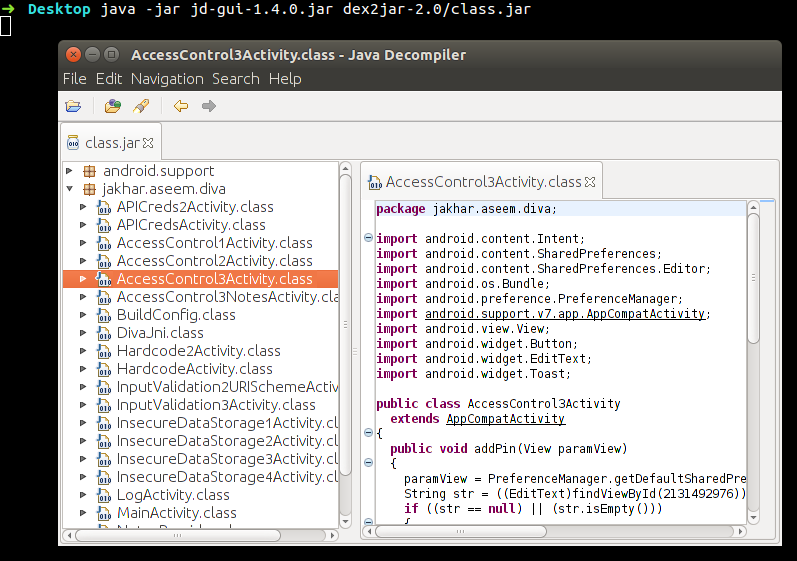 ➜ Desktop java -jar jd-gui-1.4.0.jar dex2jar-2.0/class.jar
AccessControl3Activity.class - Java Decompiler
File Edit Navigation Search Help
class.jar
android.support
jakhar.aseem.diva
APICreds2Activity.class
APICredsActivity.class
AccessControl1Activity.class
AccessControl2Activity.class
AccessControl3Activity.class
AccessControl3NotesActivity.cla
BuildConfig.class
DivaJni.class
Hardcode2Activity.class
HardcodeActivity.class
InputValidation2URISchemeActiv
InputValidation3Activity.class
InsecureDataStorage1Activity.cl
InsecureDataStorage2Activity.cl
InsecureDataStorage3Activity.cl
InsecureDataStorage4Activity.cl
LogActivity.class
MainActivity.class
AccessControl3Activity.class
package jakhar.aseem.diva;
import android.content.Intent;
import android.content.SharedPreferences;
import android.content.SharedPreferences.Editor;
import android.os.Bundle;
import android.preference.PreferenceManager;
import android.support.v7.app.AppCompatActivity;
import android.view.View;
import android.widget.Button;
import android.widget.EditText;
import android.widget.Toast;
public class AccessControl3Activity
extends AppCompatActivity
{
public void addPin(View paramView)
{
paramView = PreferenceManager.getDefaultSharedPre
String str = ((EditText)findViewById(2131492976))
if ((str == null) || (str.isEmpty()))
{